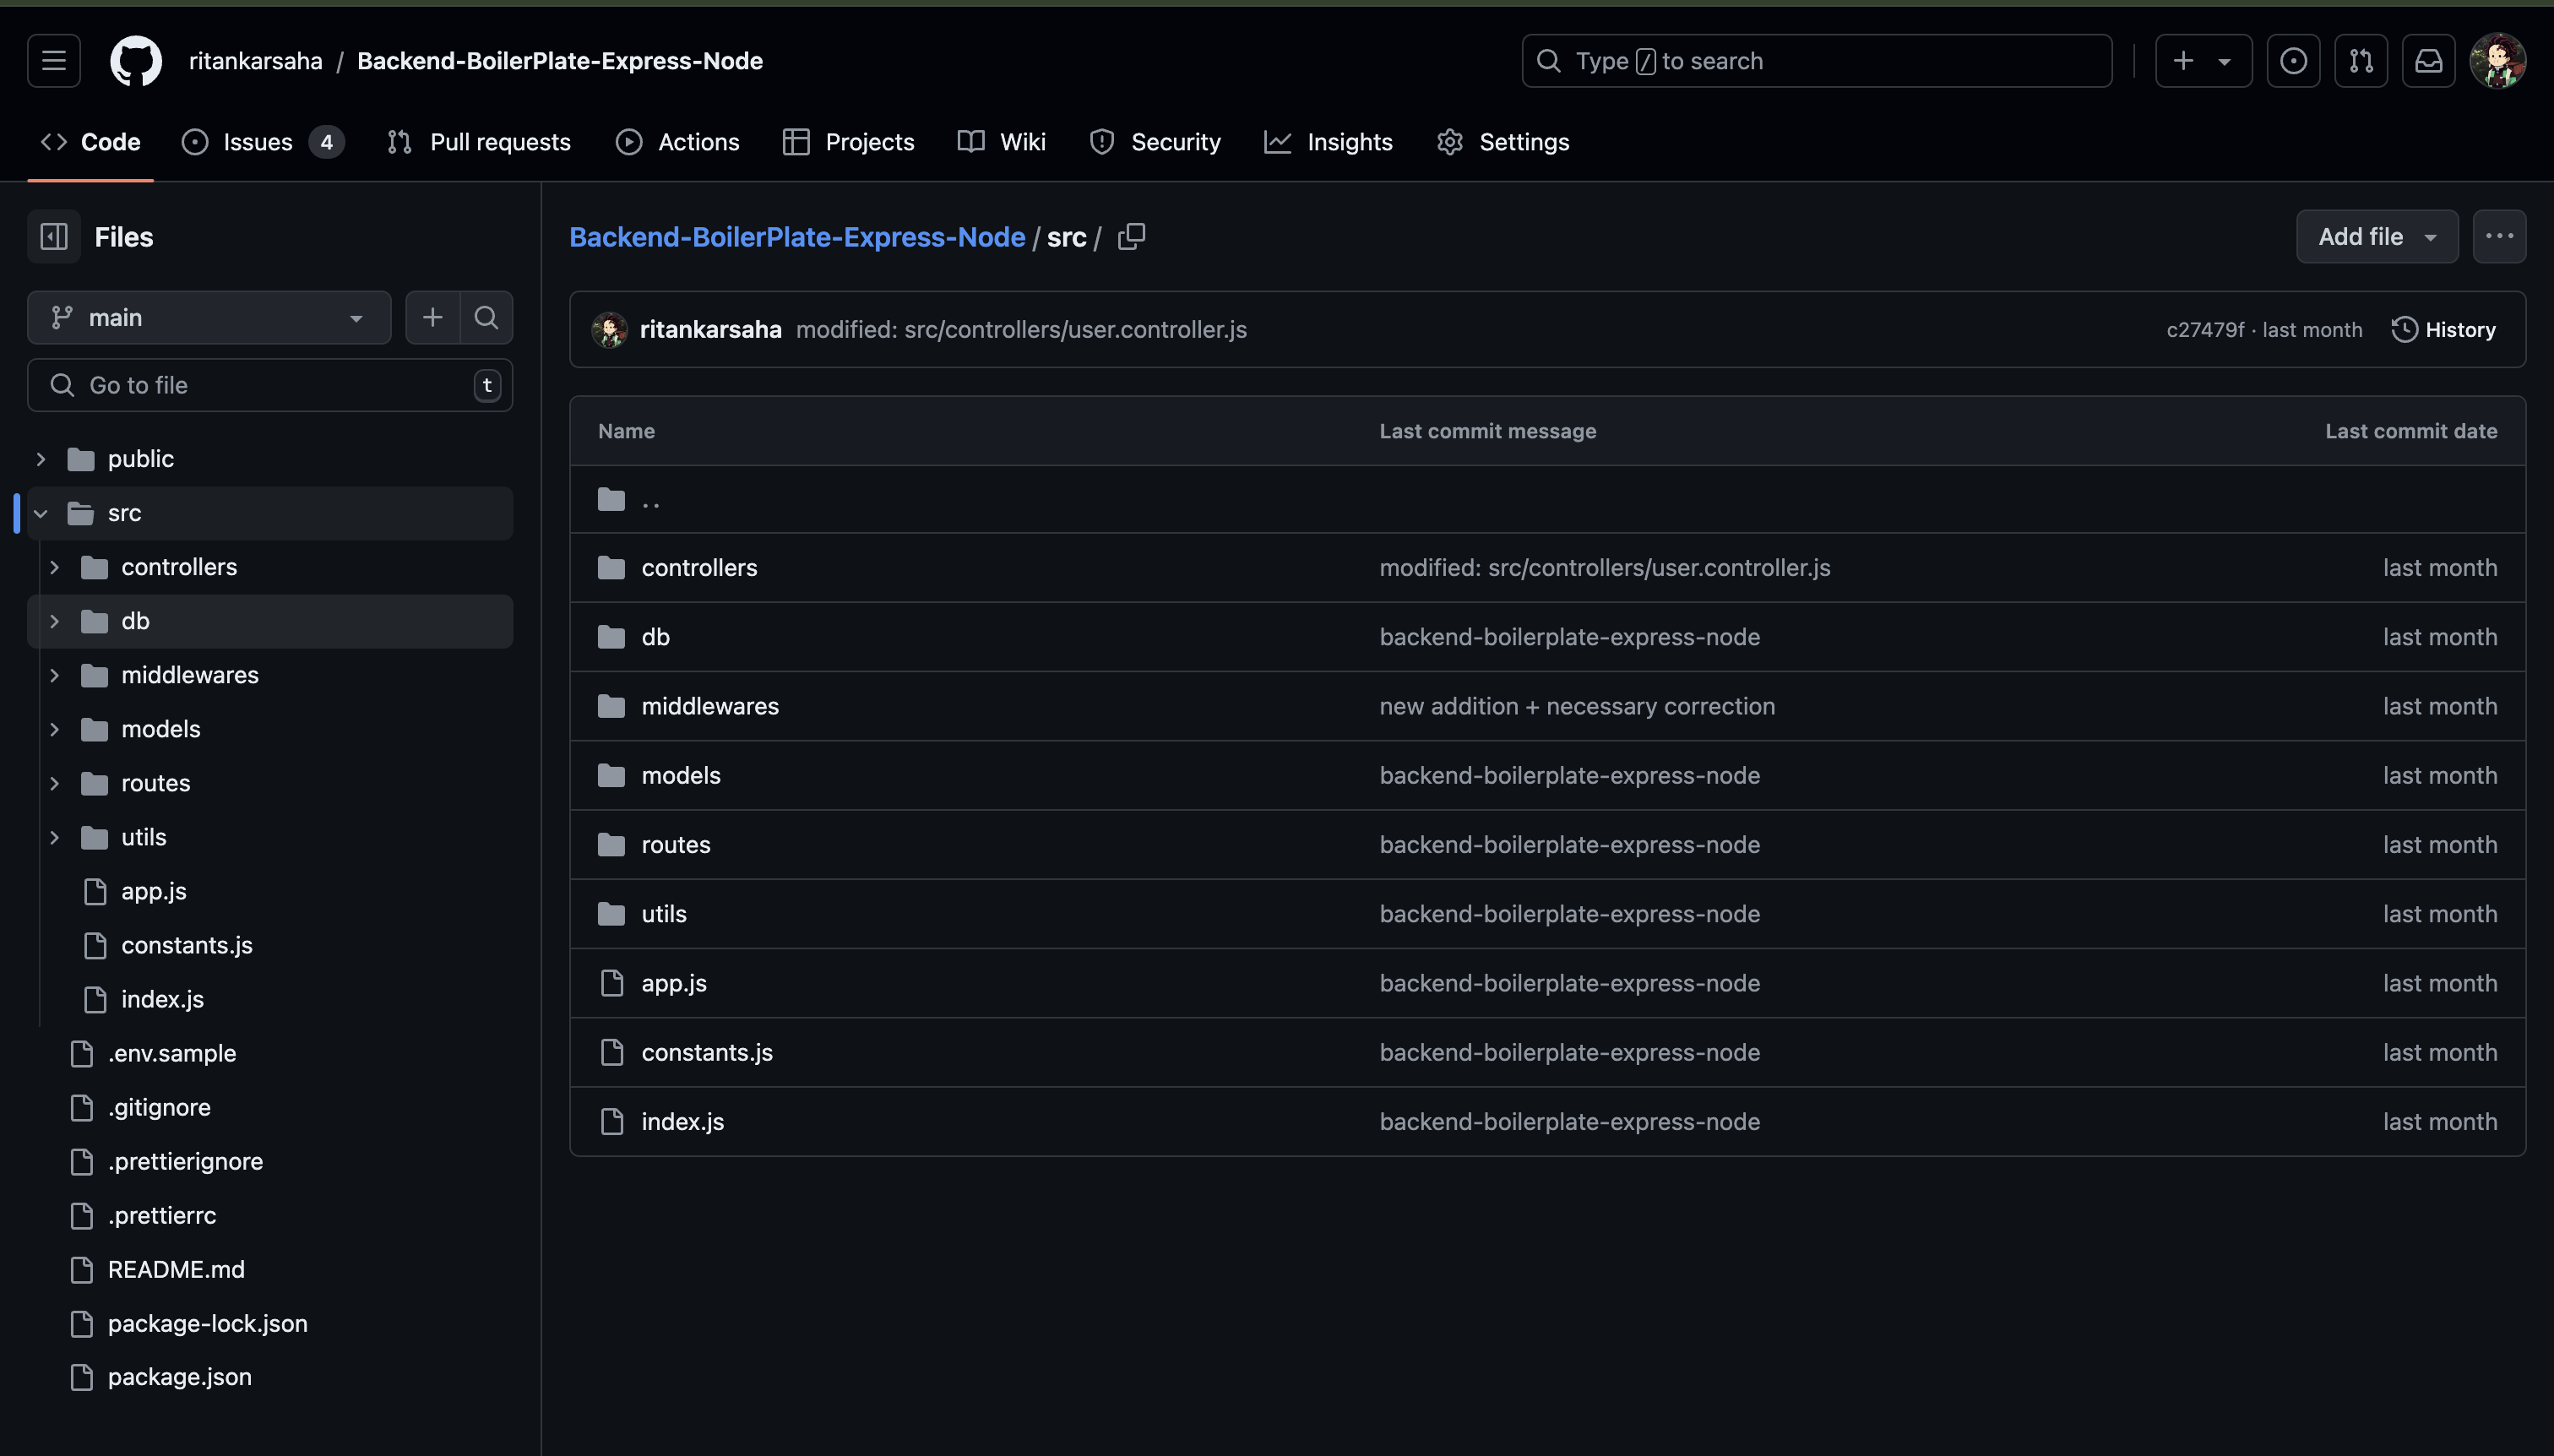 ritankarsaha / Backend-BoilerPlate-Express-Node
Type / to search
Code
Issues 4
Pull requests
Actions
Projects
Wiki
Security
Insights
Settings
Files
main
Go to file t
public
src
controllers
db
middlewares
models
routes
utils
app.js
constants.js
index.js
.env.sample
.gitignore
.prettierignore
.prettierrc
README.md
package-lock.json
package.json
Backend-BoilerPlate-Express-Node / src /
Add file
ritankarsaha modified: src/controllers/user.controller.js
c27479f · last month
History
Name Last commit message Last commit date
..
controllers modified: src/controllers/user.controller.js last month
db backend-boilerplate-express-node last month
middlewares new addition + necessary correction last month
models backend-boilerplate-express-node last month
routes backend-boilerplate-express-node last month
utils backend-boilerplate-express-node last month
app.js backend-boilerplate-express-node last month
constants.js backend-boilerplate-express-node last month
index.js backend-boilerplate-express-node last month